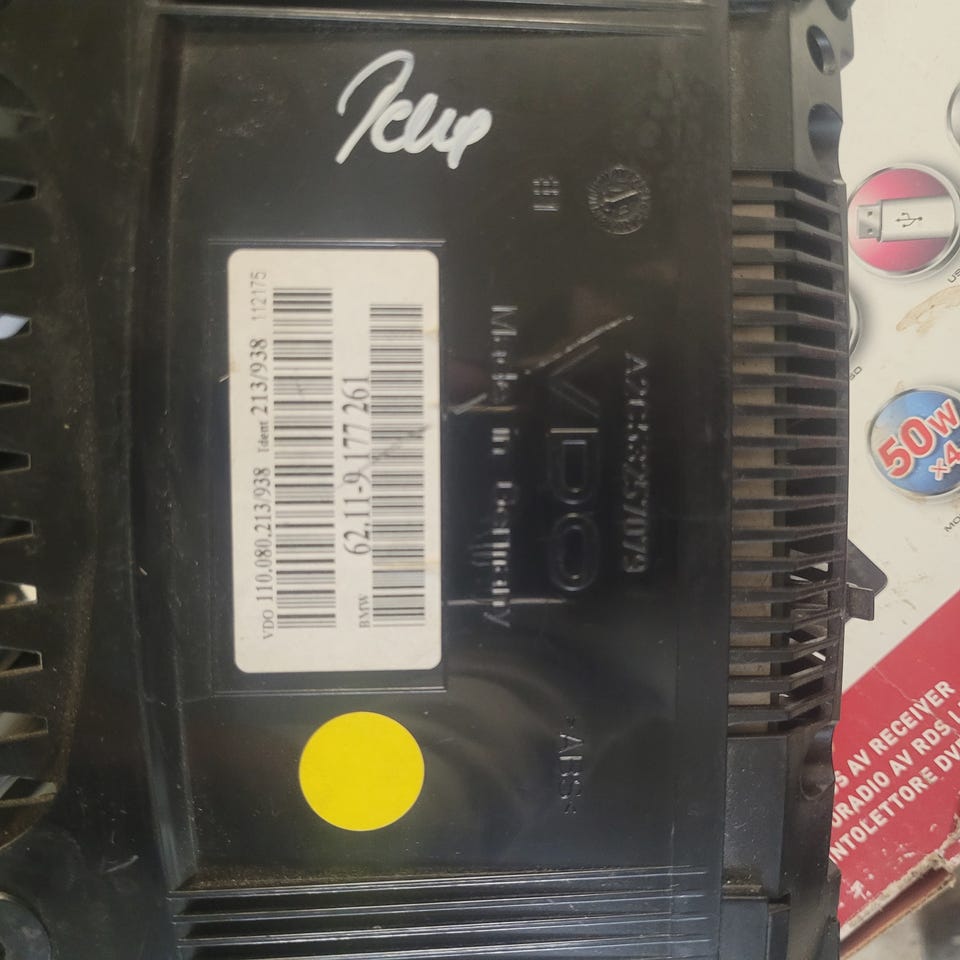 VDO 110.080.213/938 Ident 213/938 112175
BMW 62.11-9 177 261
Made in Germany
VDO
>ABS<
50W
x4
S AV RECEIVER
ORADIO AV RDS
INTOLETTORE DV